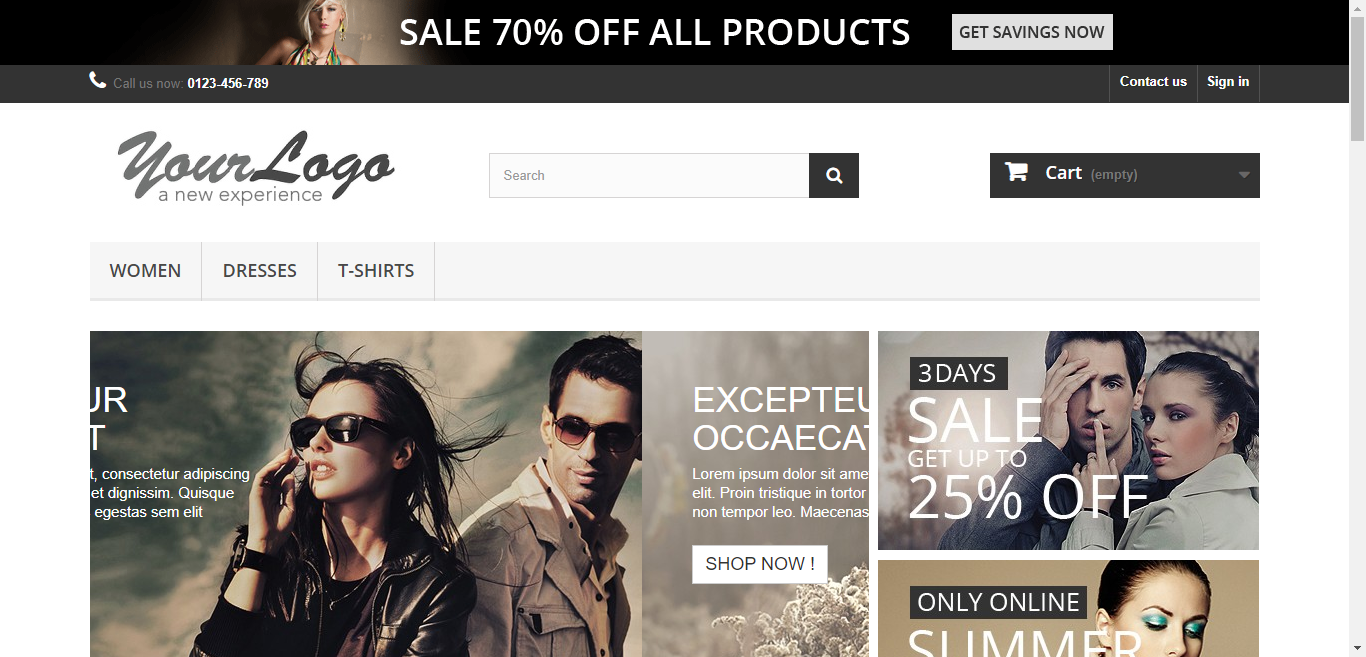 SALE 70% OFF ALL PRODUCTS
GET SAVINGS NOW
Call us now: 0123-456-789
Contact us
Sign in
YourLogo
a new experience
Search
Cart (empty)
WOMEN
DRESSES
T-SHIRTS
UR
T
t, consectetur adipiscing
et dignissim. Quisque
egestas sem elit
EXCEPTEU
OCCAECAT
Lorem ipsum dolor sit ame
elit. Proin tristique in tortor
non tempor leo. Maecenas
SHOP NOW !
3 DAYS
SALE
GET UP TO
25% OFF
ONLY ONLINE
SUMMER